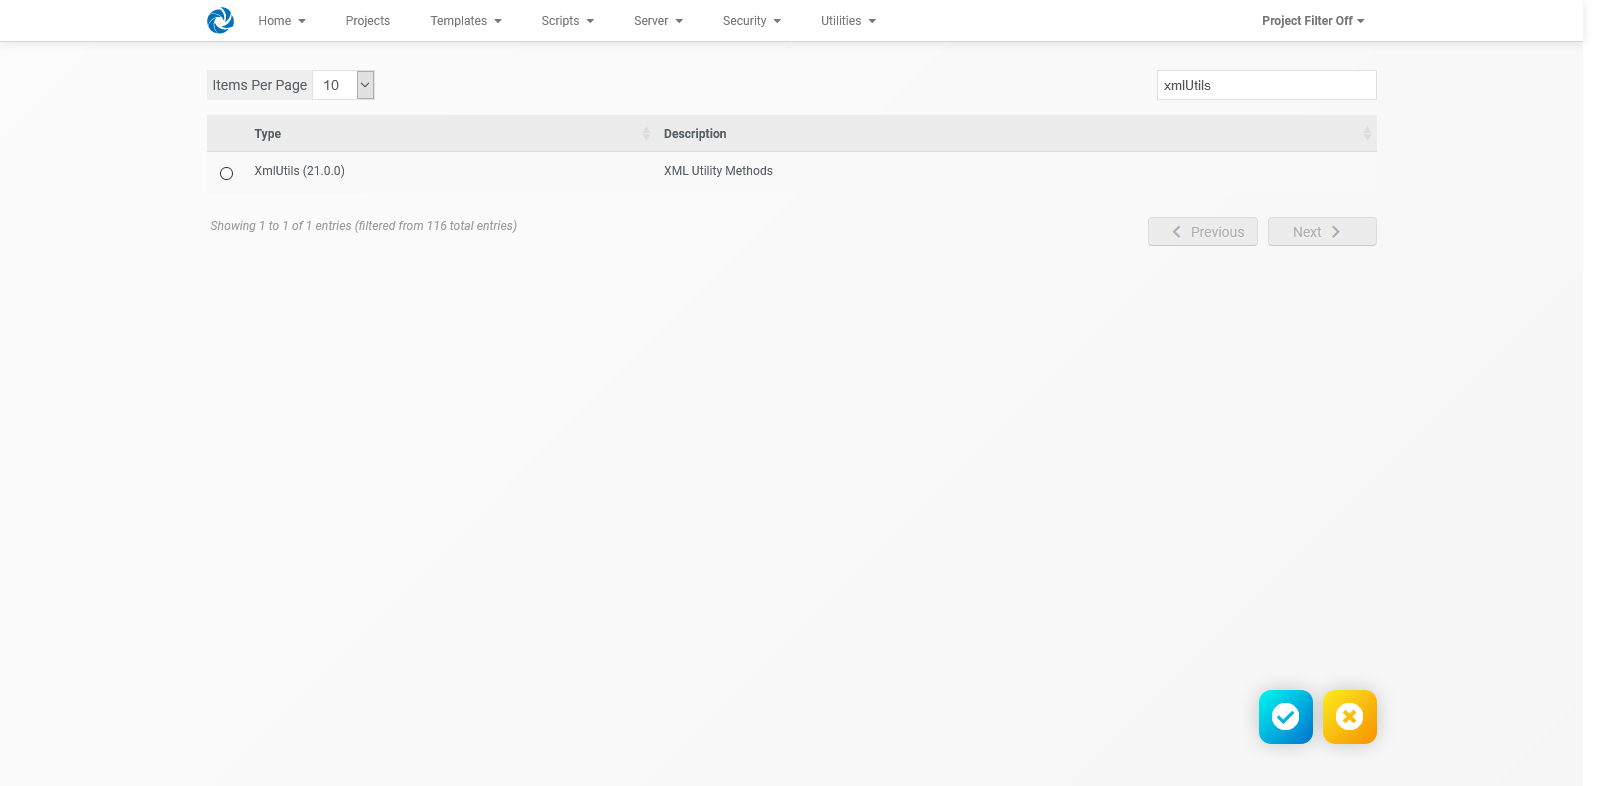 Home Projects Templates Scripts Server Security Utilities Project Filter Off
Items Per Page 10 xmlUtils
Type Description
XmlUtils (21.0.0) XML Utility Methods
Showing 1 to 1 of 1 entries (filtered from 116 total entries) Previous Next